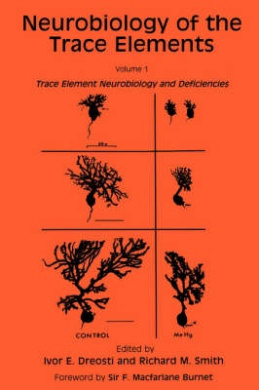 Neurobiology of the
Trace Elements
Volume 1
Trace Element Neurobiology and Deficiencies
CONTROL
MeHg
Edited by
Ivor E. Dreosti and Richard M. Smith
Foreword by Sir F. Macfarlane Burnet